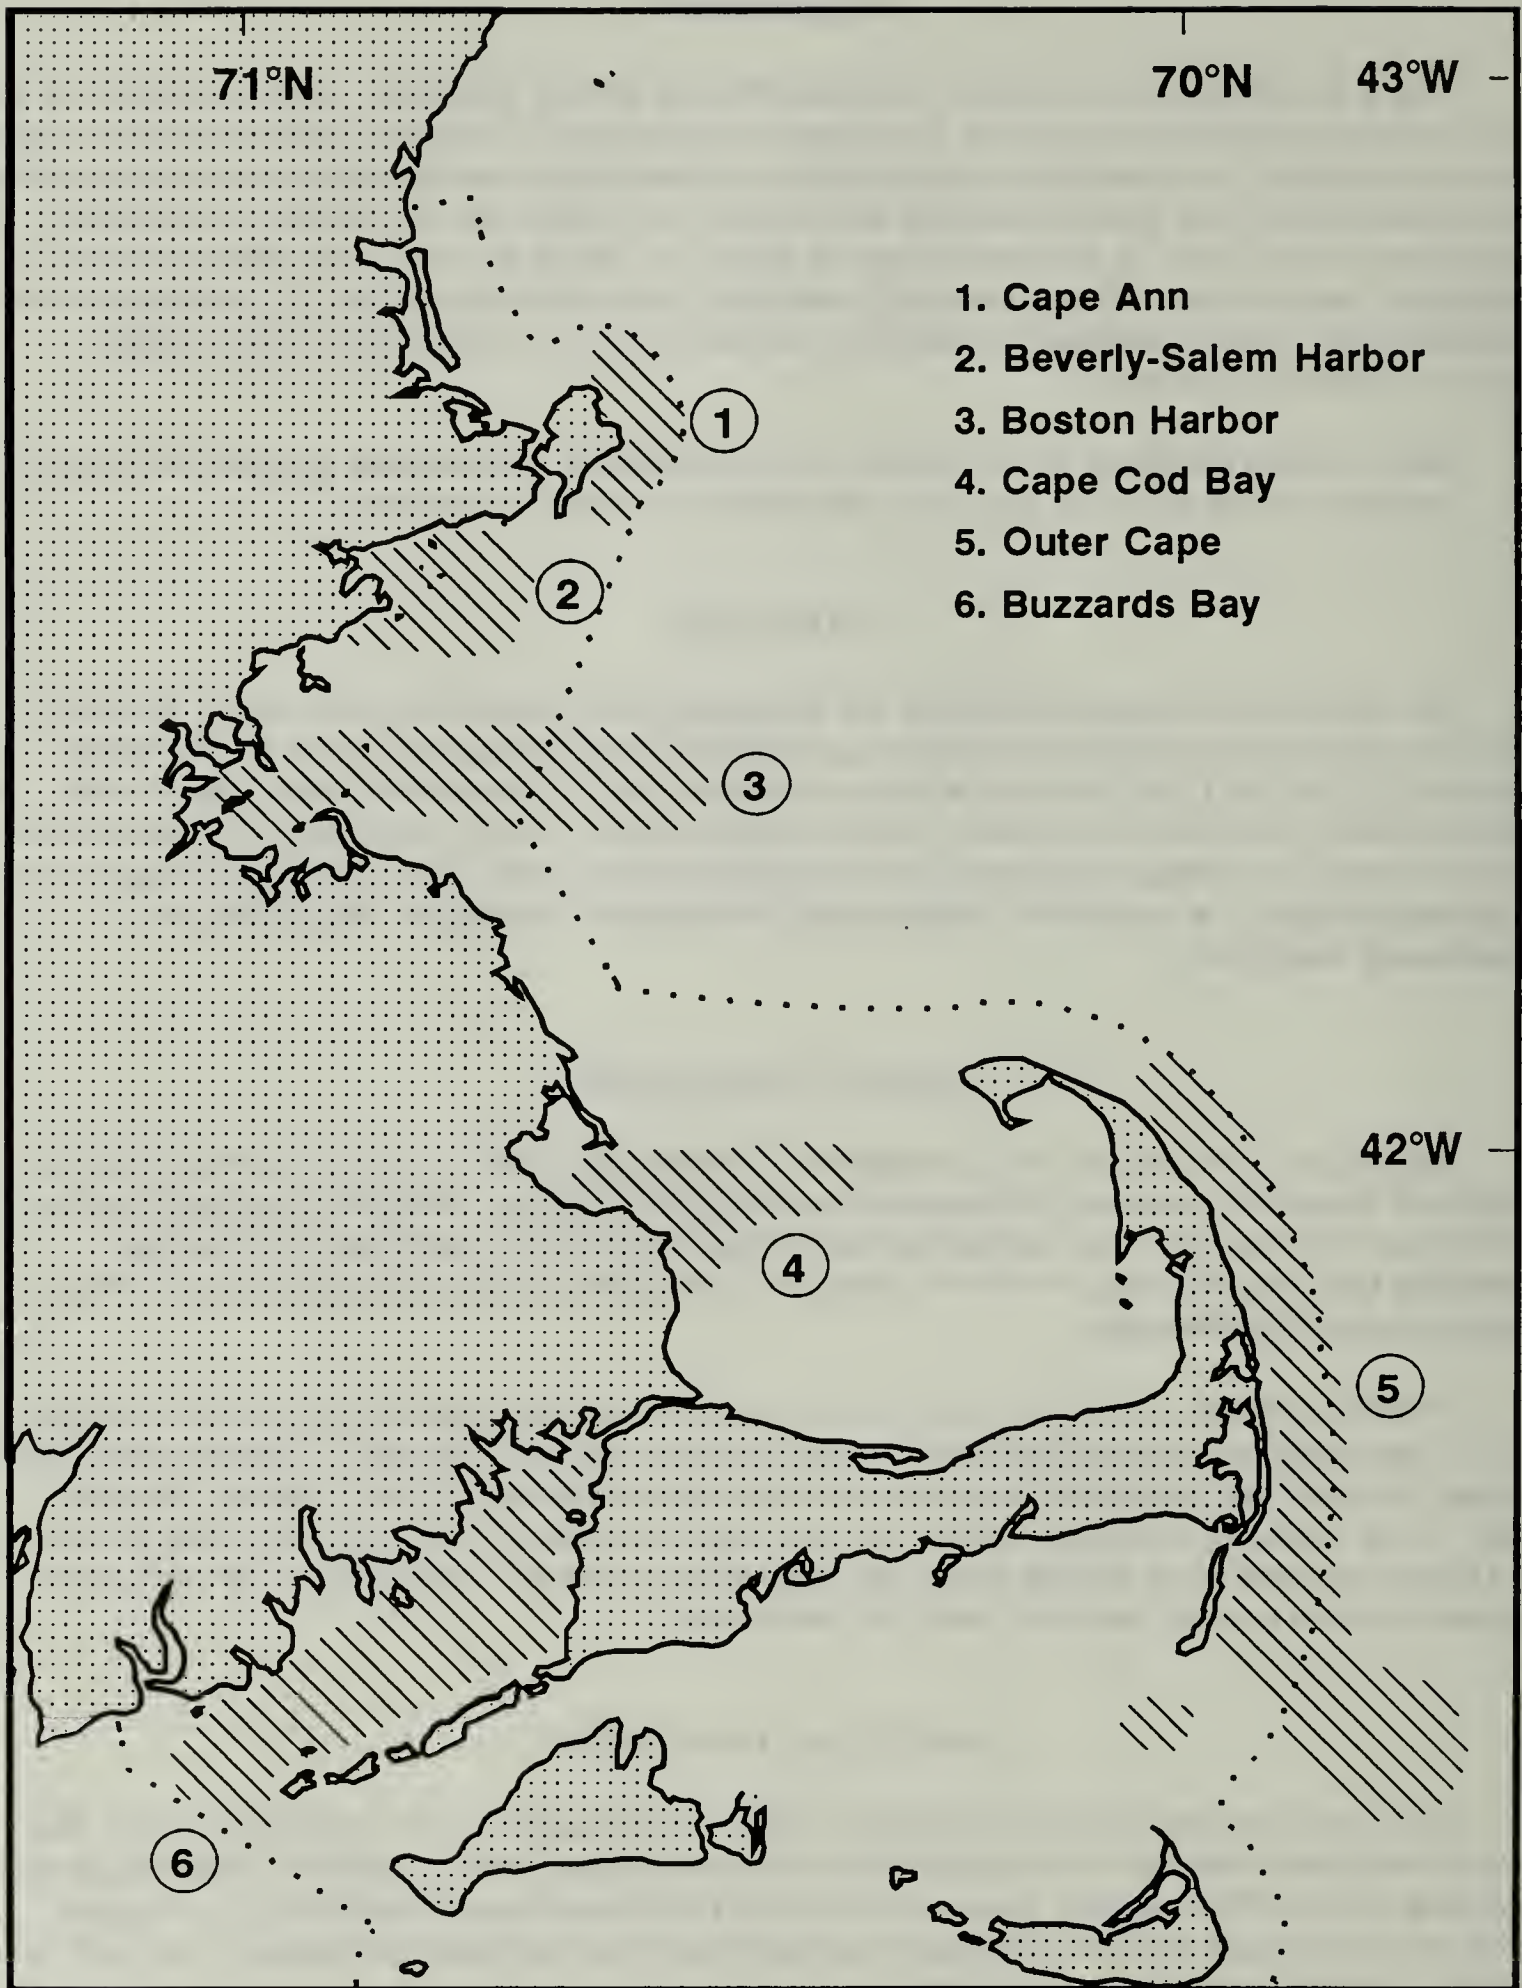 71°N 70°N 43°W
1. Cape Ann
2. Beverly-Salem Harbor
3. Boston Harbor
4. Cape Cod Bay
5. Outer Cape
6. Buzzards Bay
1
2
3
42°W
4
5
6